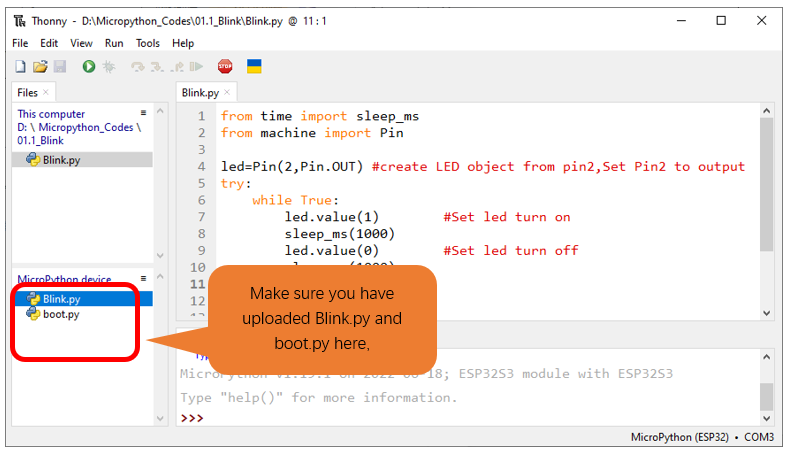 Thonny - D:\Micropython_Codes\01.1_Blink\Blink.py @ 11 : 1
File Edit View Run Tools Help
STOP
Files
This computer
D: \ Micropython_Codes \
01.1_Blink
Blink.py
MicroPython device
Blink.py
boot.py
Blink.py
1 from time import sleep_ms
2 from machine import Pin
3
4 led=Pin(2,Pin.OUT) #create LED object from pin2,Set Pin2 to output
5 try:
6 while True:
7 led.value(1) #Set led turn on
8 sleep_ms(1000)
9 led.value(0) #Set led turn off
10
11
12
Make sure you have
uploaded Blink.py and
boot.py here,
MicroPython v1.19.1 on 2022-06-18; ESP32S3 module with ESP32S3
Type "help()" for more information.
>>>
MicroPython (ESP32) • COM3